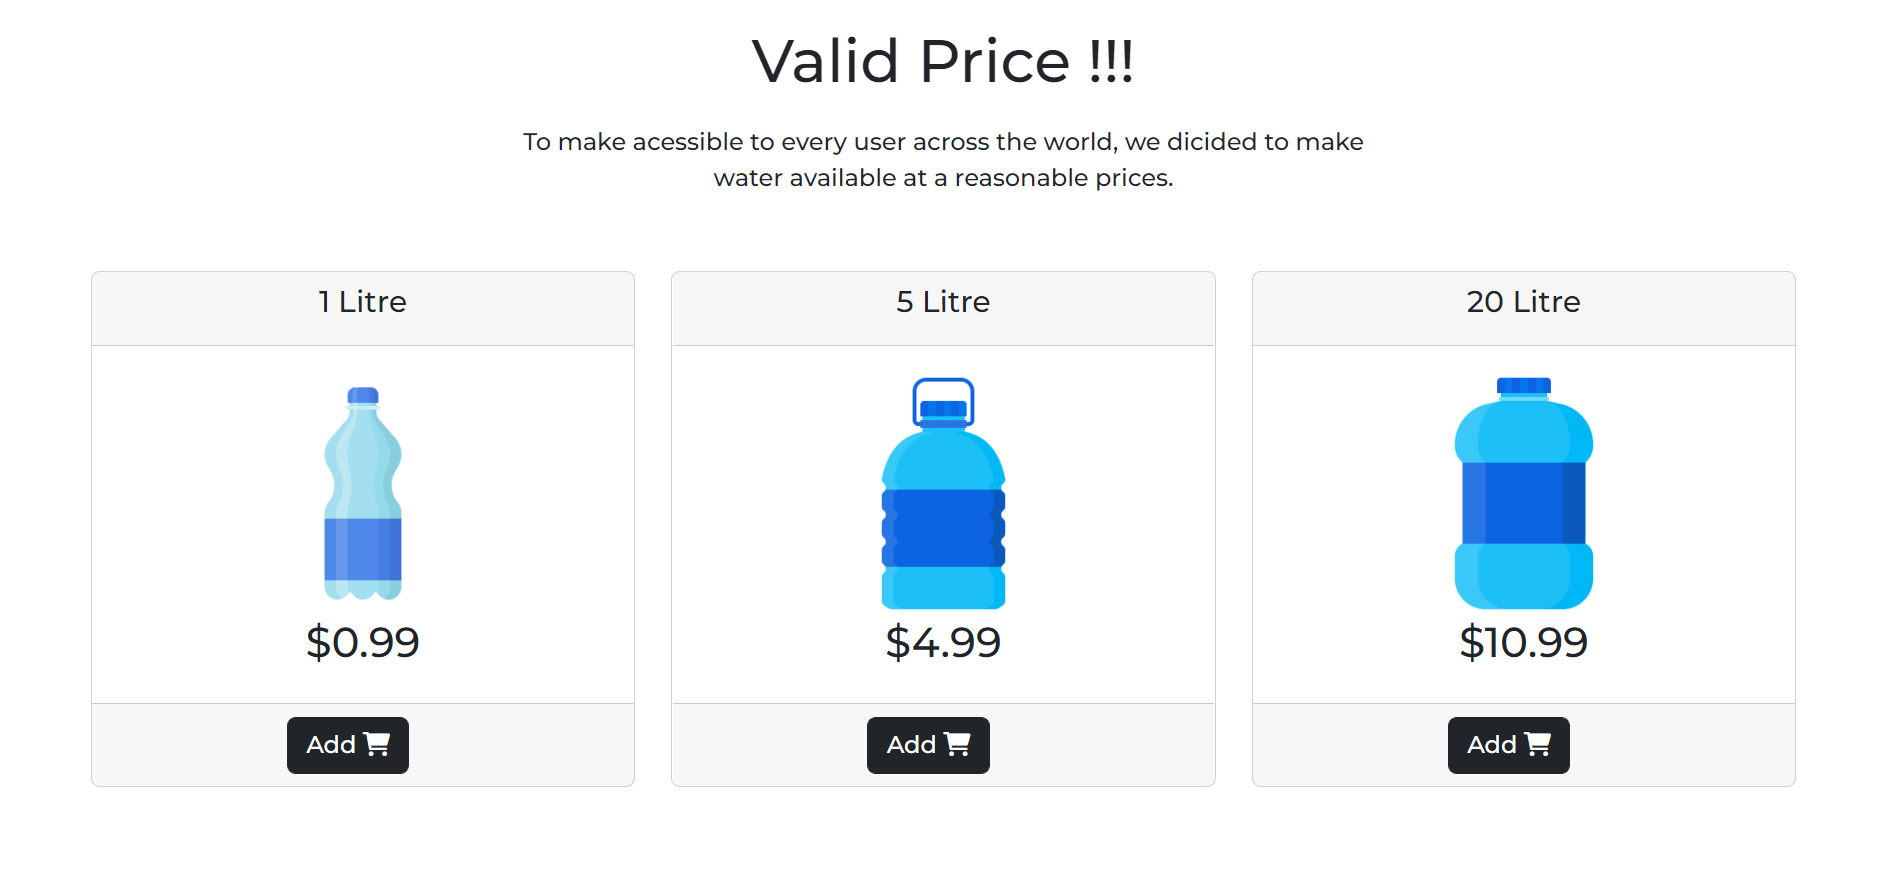 Valid Price !!!
To make acessible to every user across the world, we dicided to make
water available at a reasonable prices.
1 Litre
5 Litre
20 Litre
$0.99
$4.99
$10.99
Add
Add
Add